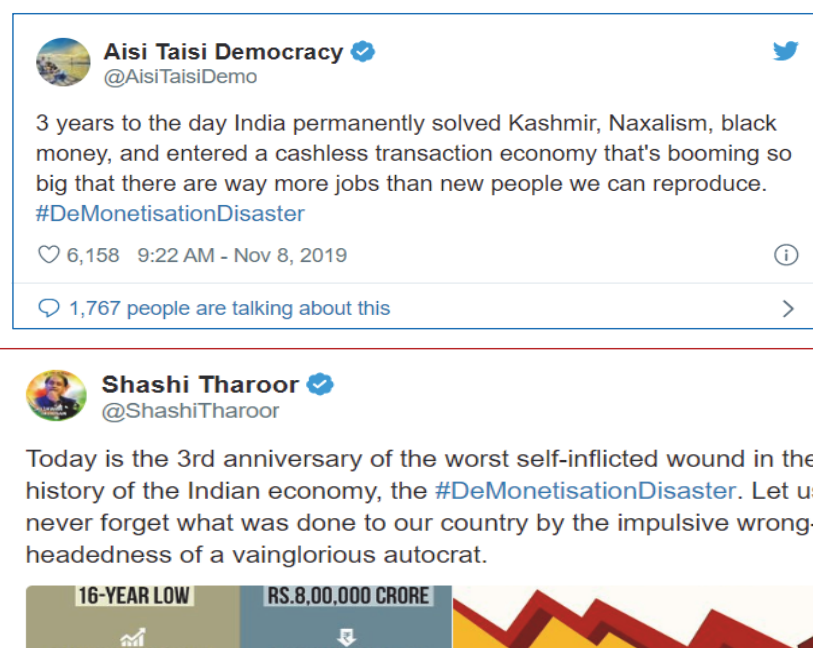 Aisi Taisi Democracy
@AisiTaisiDemo
3 years to the day India permanently solved Kashmir, Naxalism, black
money, and entered a cashless transaction economy that's booming so
big that there are way more jobs than new people we can reproduce.
#DeMonetisationDisaster
6,158 9:22 AM - Nov 8, 2019
1,767 people are talking about this
Shashi Tharoor
@ShashiTharoor
Today is the 3rd anniversary of the worst self-inflicted wound in the
history of the Indian economy, the #DeMonetisationDisaster. Let us
never forget what was done to our country by the impulsive wrong-
headedness of a vainglorious autocrat.
16-YEAR LOW
RS.8,00,000 CRORE